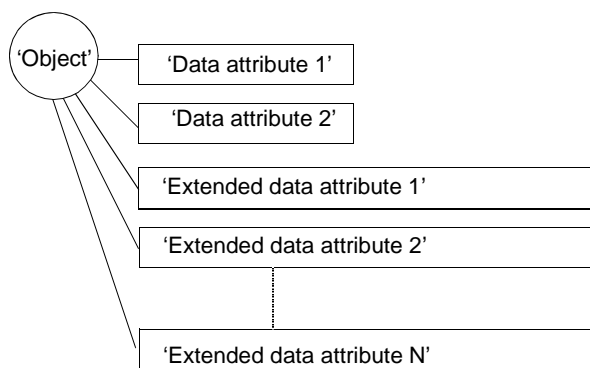 ‘Object’
‘Data attribute 1’
‘Data attribute 2’
‘Extended data attribute 1’
‘Extended data attribute 2’
‘Extended data attribute N’